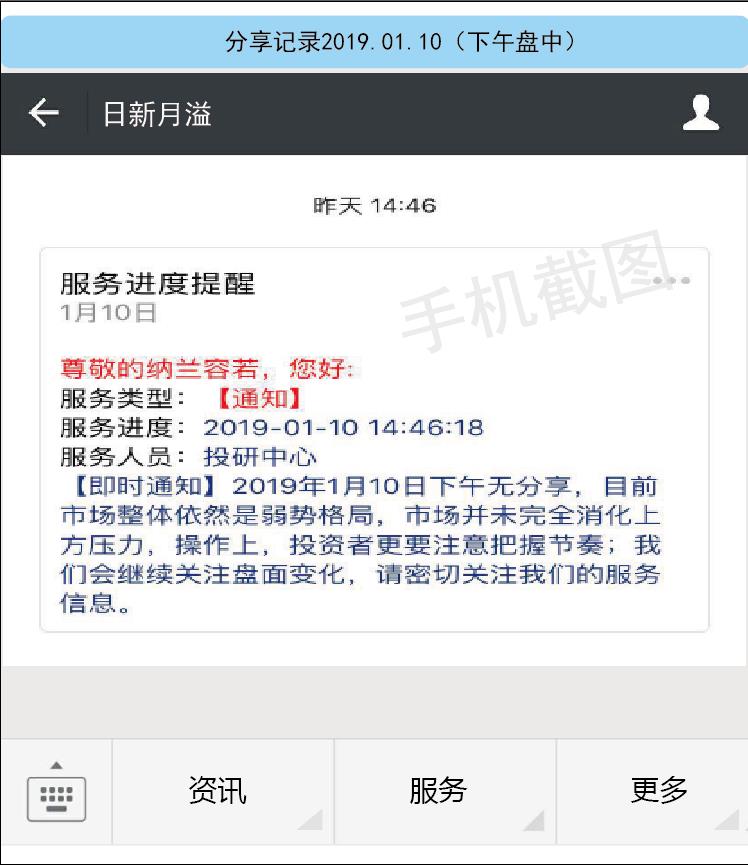 分享记录2019.01.10（下午盘中）
日新月溢
昨天 14:46
手机截图
服务进度提醒
1月10日
尊敬的纳兰容若，您好:
服务类型：【通知】
服务进度：2019-01-10 14:46:18
服务人员：投研中心
【即时通知】2019年1月10日下午无分享，目前
市场整体依然是弱势格局，市场并未完全消化上
方压力，操作上，投资者更要注意把握节奏；我
们会继续关注盘面变化，请密切关注我们的服务
信息。
资讯
服务
更多